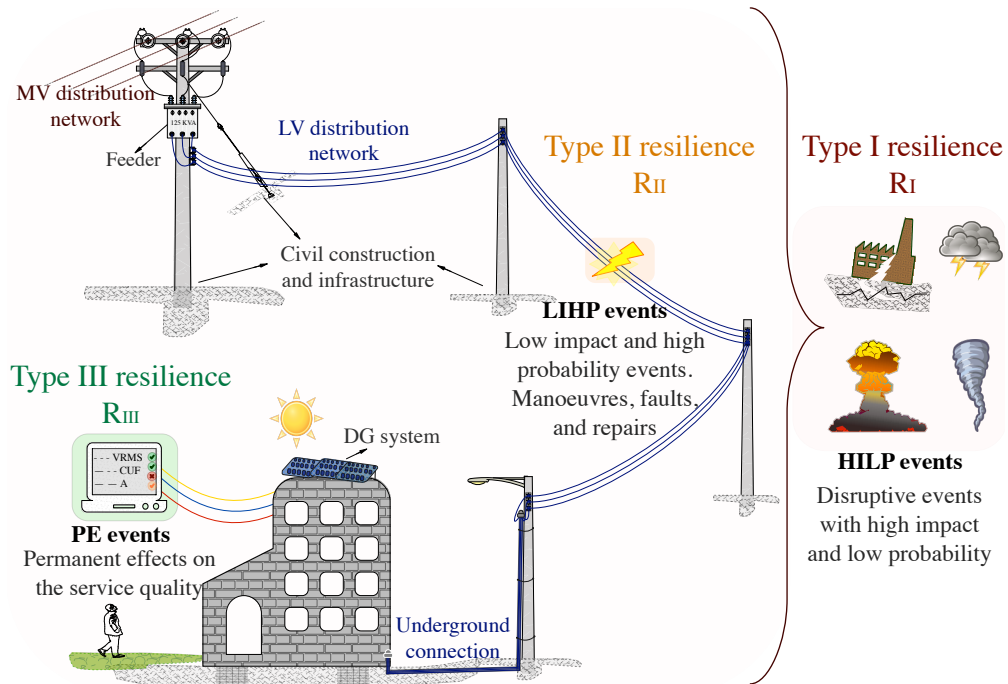 MV distribution
network
125 KVA
Feeder
LV distribution
network
Civil construction
and infrastructure
Type II resilience
RII
LIHP events
Low impact and high
probability events.
Manoeuvres, faults,
and repairs
Type I resilience
RI
HILP events
Disruptive events
with high impact
and low probability
Type III resilience
RIII
VRMS
CUF
A
PE events
Permanent effects on
the service quality
DG system
Underground
connection